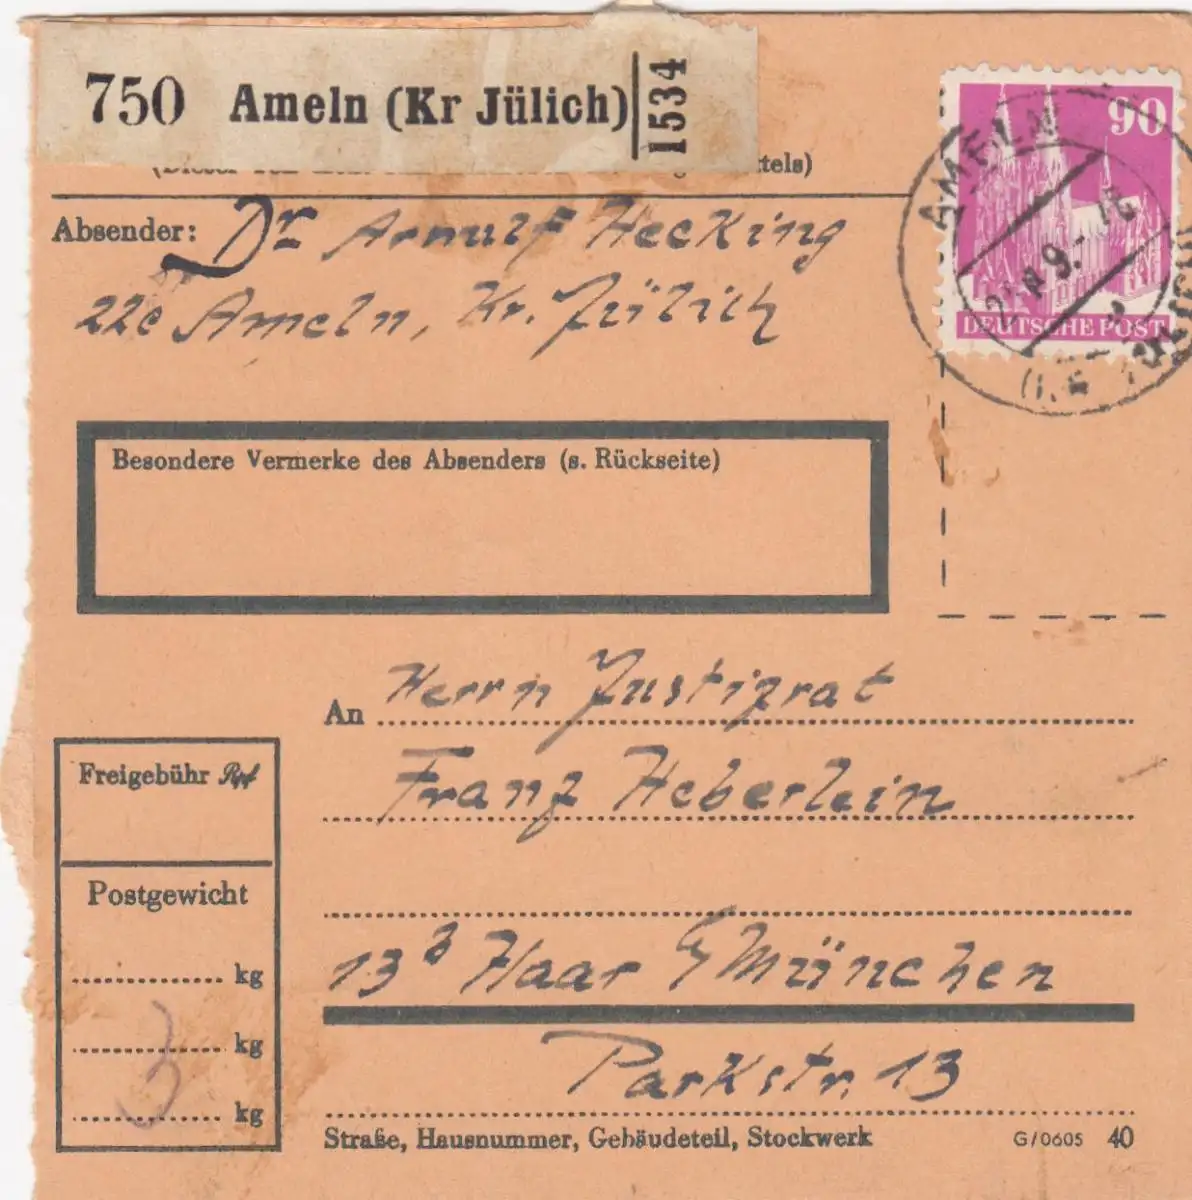 750 Ameln (Kr Jülich) 1534
90
DEUTSCHE POST
AMELN
Absender: Dr Arnulf Hecking
22c Ameln, Kr. Jülich
Besondere Vermerke des Absenders (s. Rückseite)
An Herrn Justizrat
Franz Heberlein
13b Haar b/München
Parkstr. 13
Straße, Hausnummer, Gebäudeteil, Stockwerk
G/0605 40
Freigebühr Rpf
Postgewicht
kg
kg
3
kg